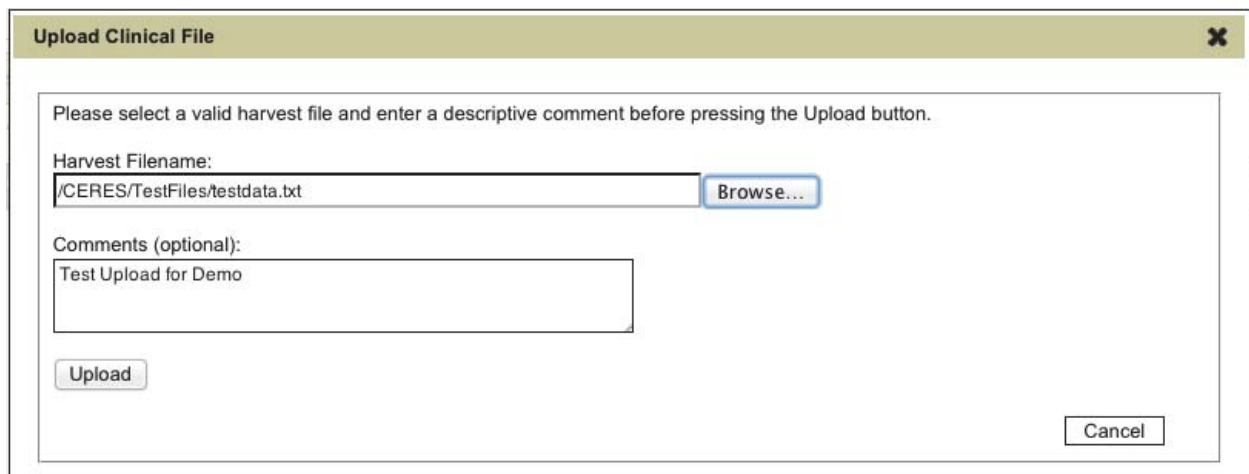 Upload Clinical File
Please select a valid harvest file and enter a descriptive comment before pressing the Upload button.
Harvest Filename:
/CERES/TestFiles/testdata.txt
Browse...
Comments (optional):
Test Upload for Demo
Upload
Cancel